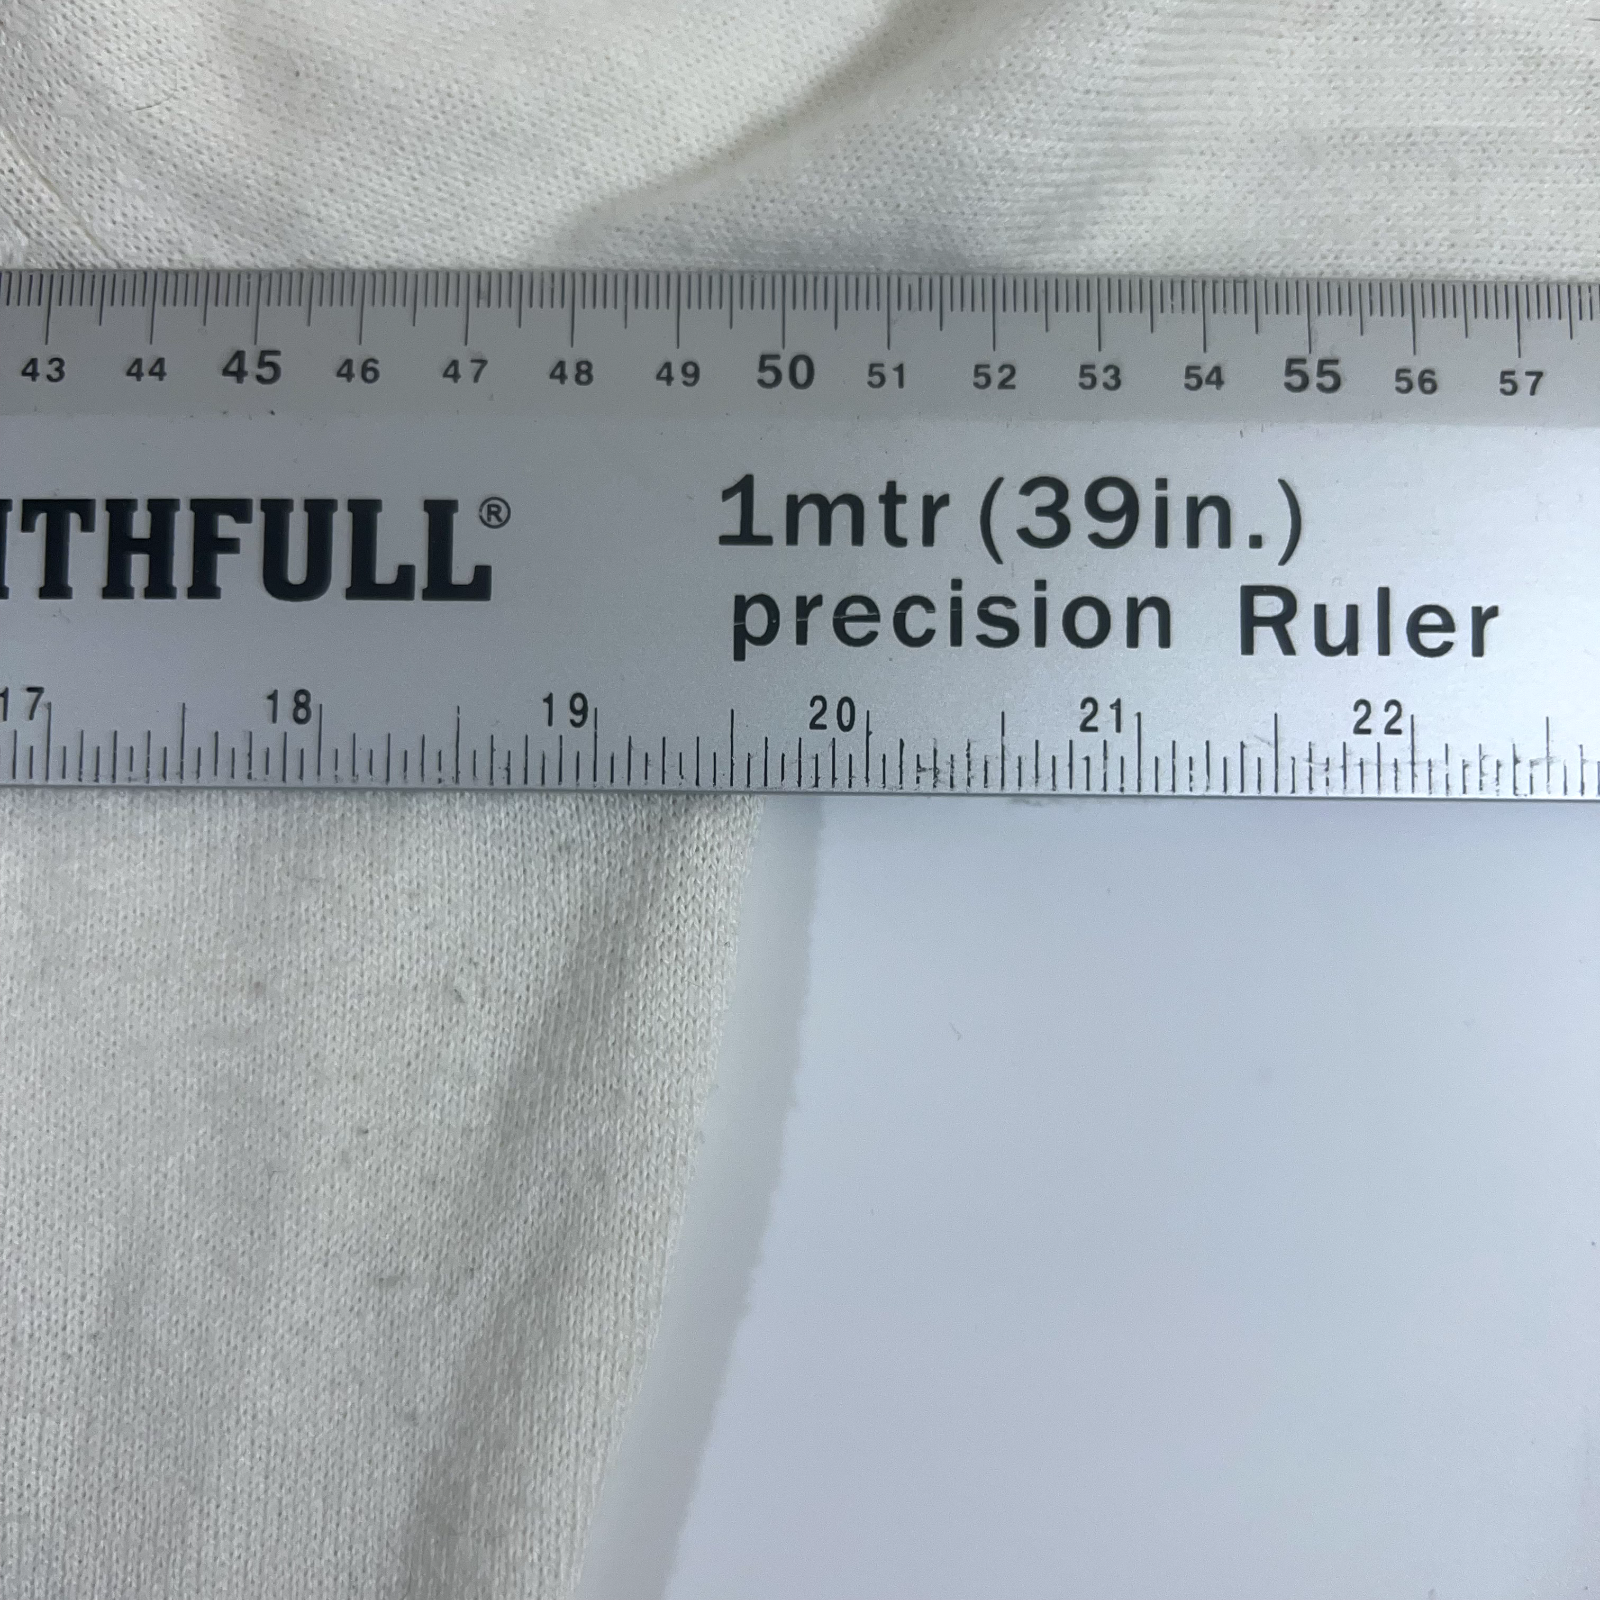 43 44 45 46 47 48 49 50 51 52 53 54 55 56 57
THFULL® 1mtr (39in.)
precision Ruler
17 18 19 20 21 22